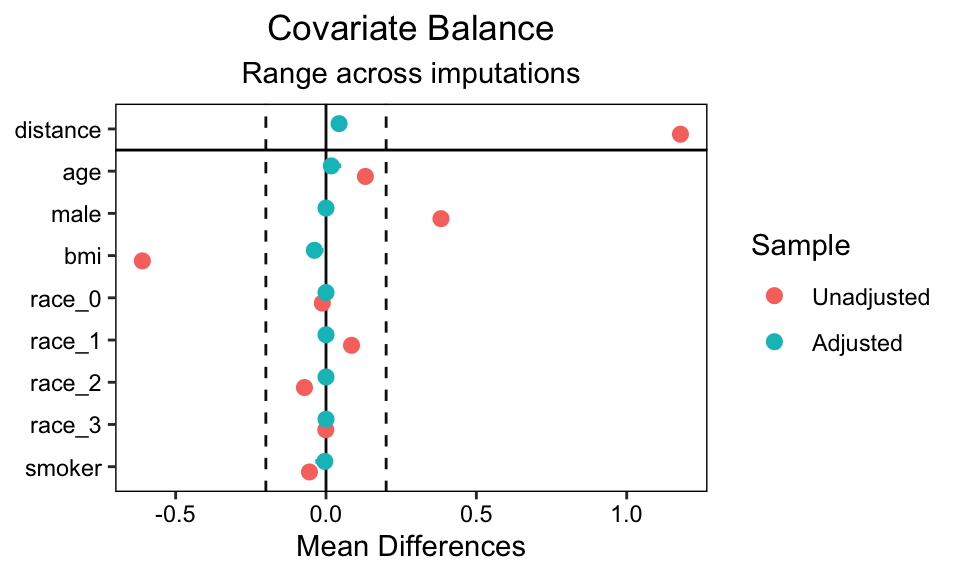 Covariate Balance
Range across imputations
distance
age
male
bmi
race_0
race_1
race_2
race_3
smoker
-0.5 0.0 0.5 1.0
Mean Differences
Sample
Unadjusted
Adjusted